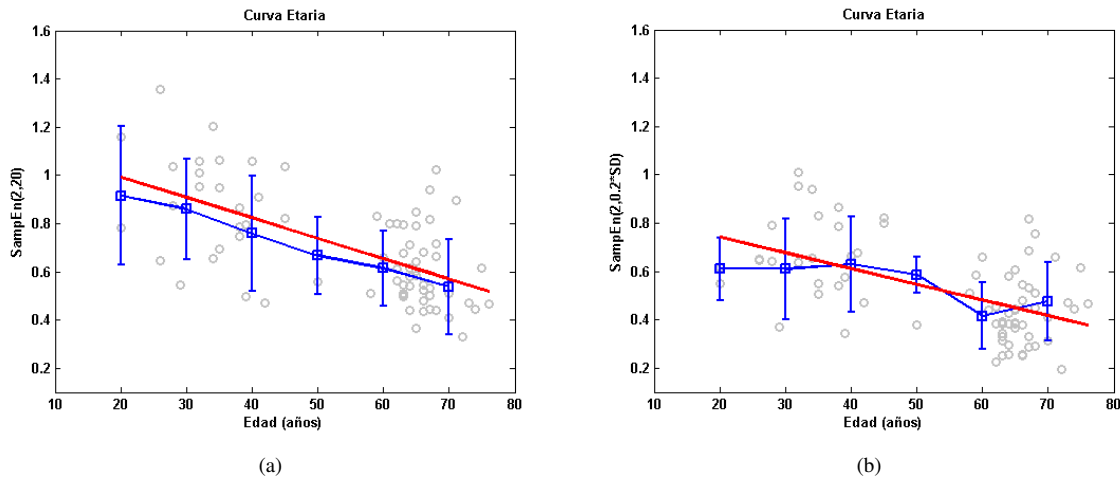 Curva Etaria
1.6
1.4
1.2
1
0.8
0.6
0.4
0.2
SampEn(2,20)
10 20 30 40 50 60 70 80
Edad (años)
(a)
Curva Etaria
1.6
1.4
1.2
1
0.8
0.6
0.4
0.2
SampEn(2,0.2*SD)
10 20 30 40 50 60 70 80
Edad (años)
(b)